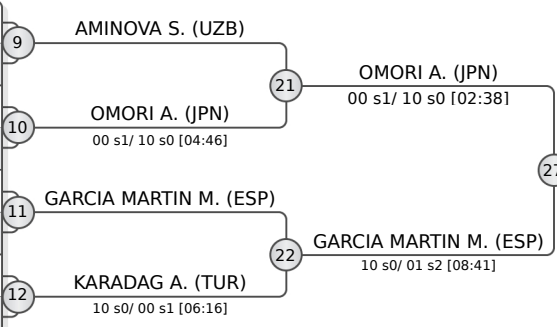 9
AMINOVA S. (UZB)
21
OMORI A. (JPN)
00 s1/ 10 s0 [02:38]
10
OMORI A. (JPN)
00 s1/ 10 s0 [04:46]
27
11
GARCIA MARTIN M. (ESP)
22
GARCIA MARTIN M. (ESP)
10 s0/ 01 s2 [08:41]
12
KARADAG A. (TUR)
10 s0/ 00 s1 [06:16]